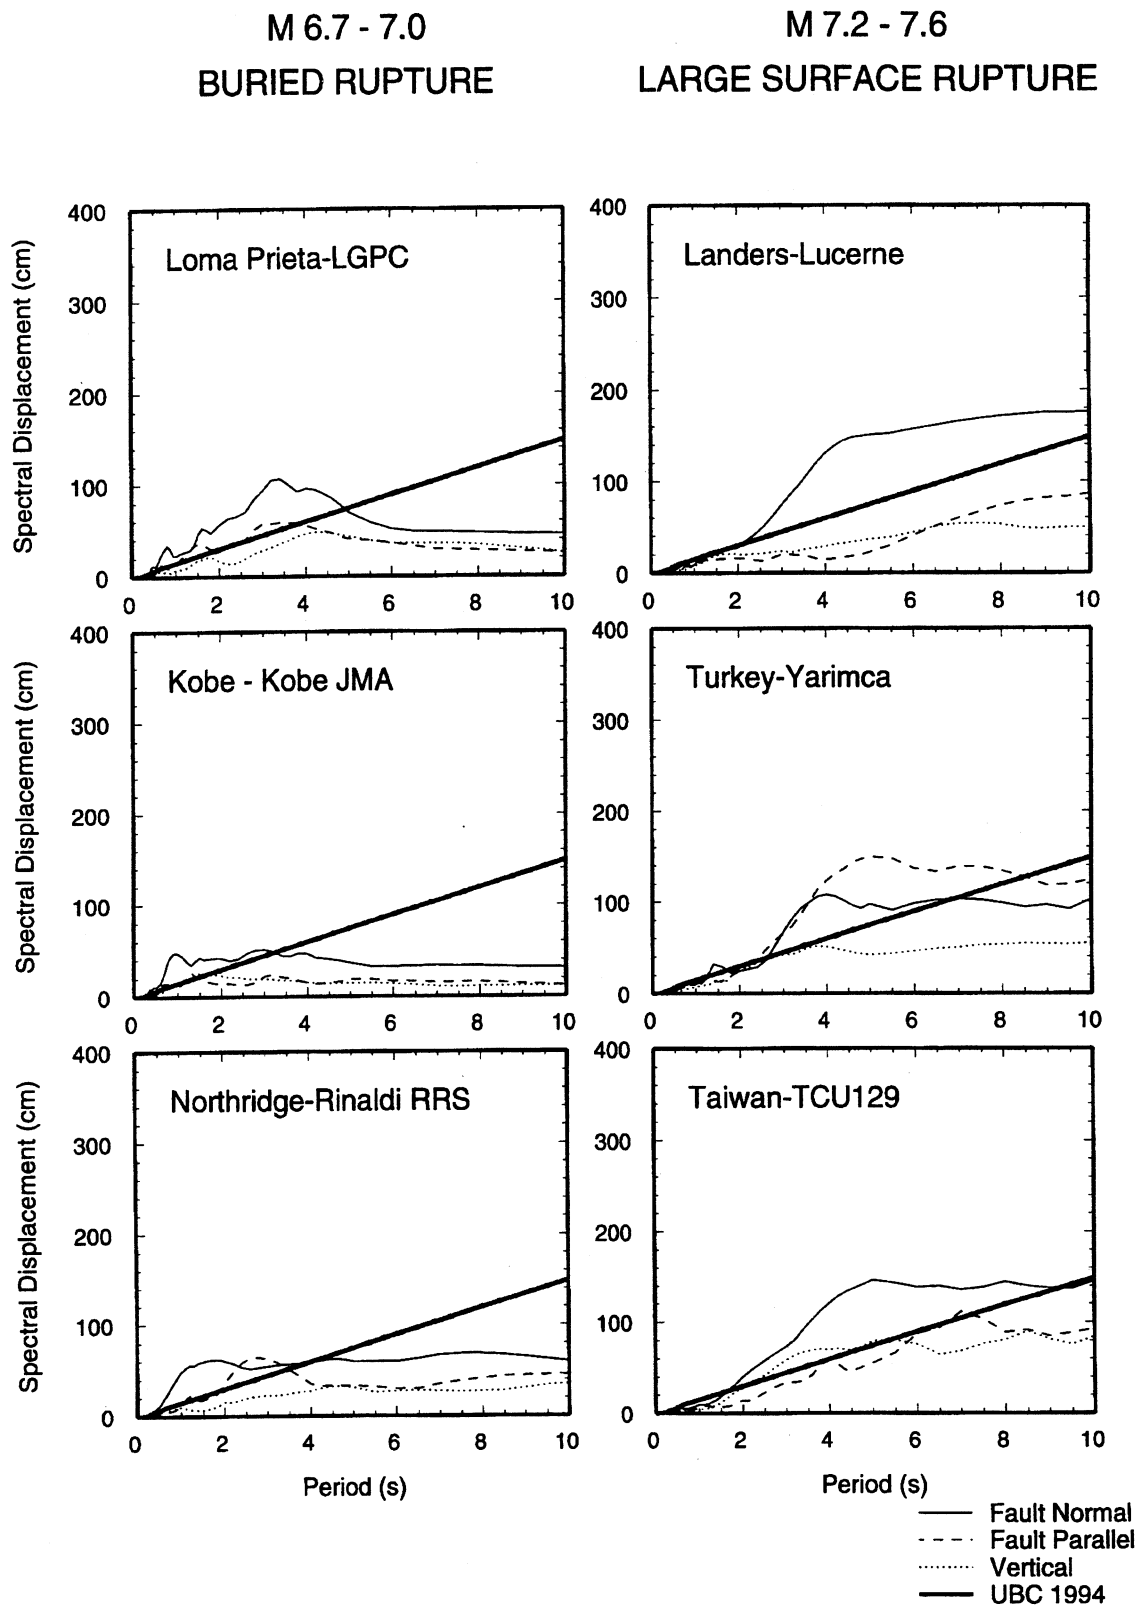 M 6.7 - 7.0
BURIED RUPTURE
M 7.2 - 7.6
LARGE SURFACE RUPTURE
Spectral Displacement (cm)
400
300
200
100
0
Loma Prieta-LGPC
0 2 4 6 8 10
400
300
200
100
0
Landers-Lucerne
0 2 4 6 8 10
Spectral Displacement (cm)
400
300
200
100
0
Kobe - Kobe JMA
0 2 4 6 8 10
400
300
200
100
0
Turkey-Yarimca
0 2 4 6 8 10
Spectral Displacement (cm)
400
300
200
100
0
Northridge-Rinaldi RRS
0 2 4 6 8 10
Period (s)
400
300
200
100
0
Taiwan-TCU129
0 2 4 6 8 10
Period (s)
Fault Normal
Fault Parallel
Vertical
UBC 1994